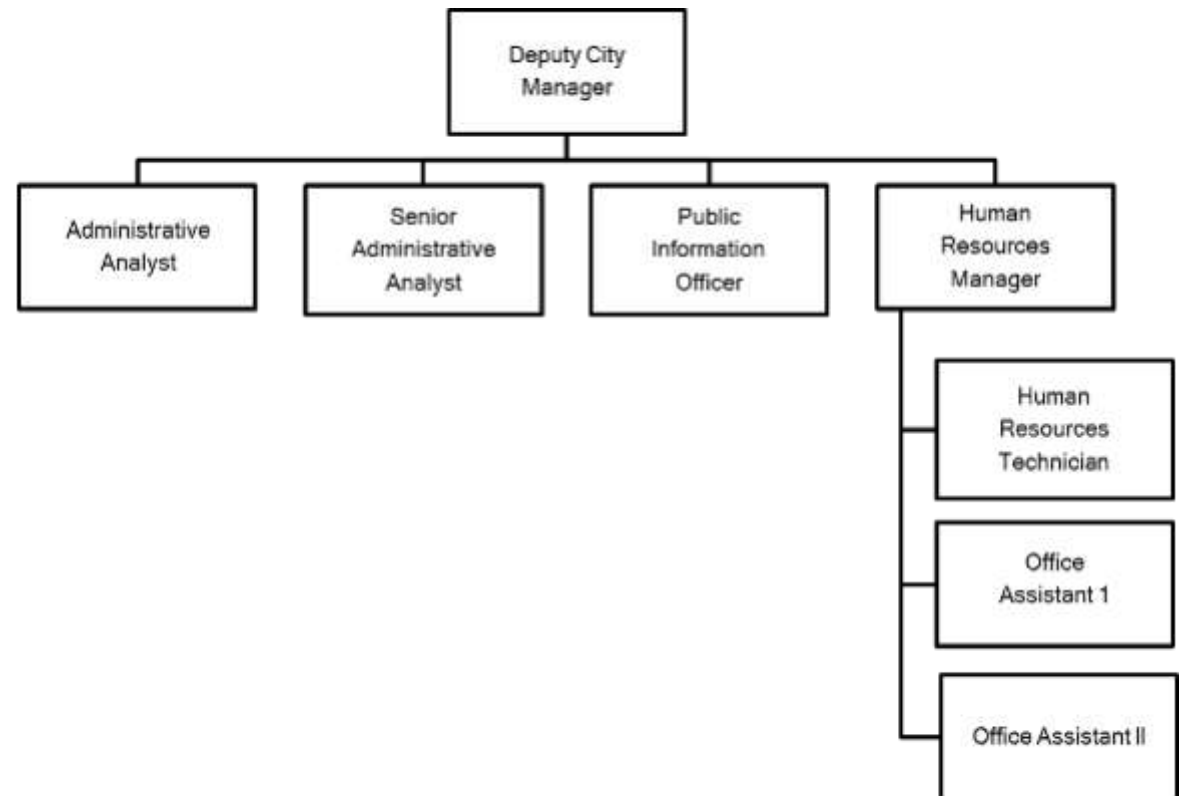 Deputy City
Manager
Administrative
Analyst
Senior
Administrative
Analyst
Public
Information
Officer
Human
Resources
Manager
Human
Resources
Technician
Office
Assistant 1
Office Assistant II